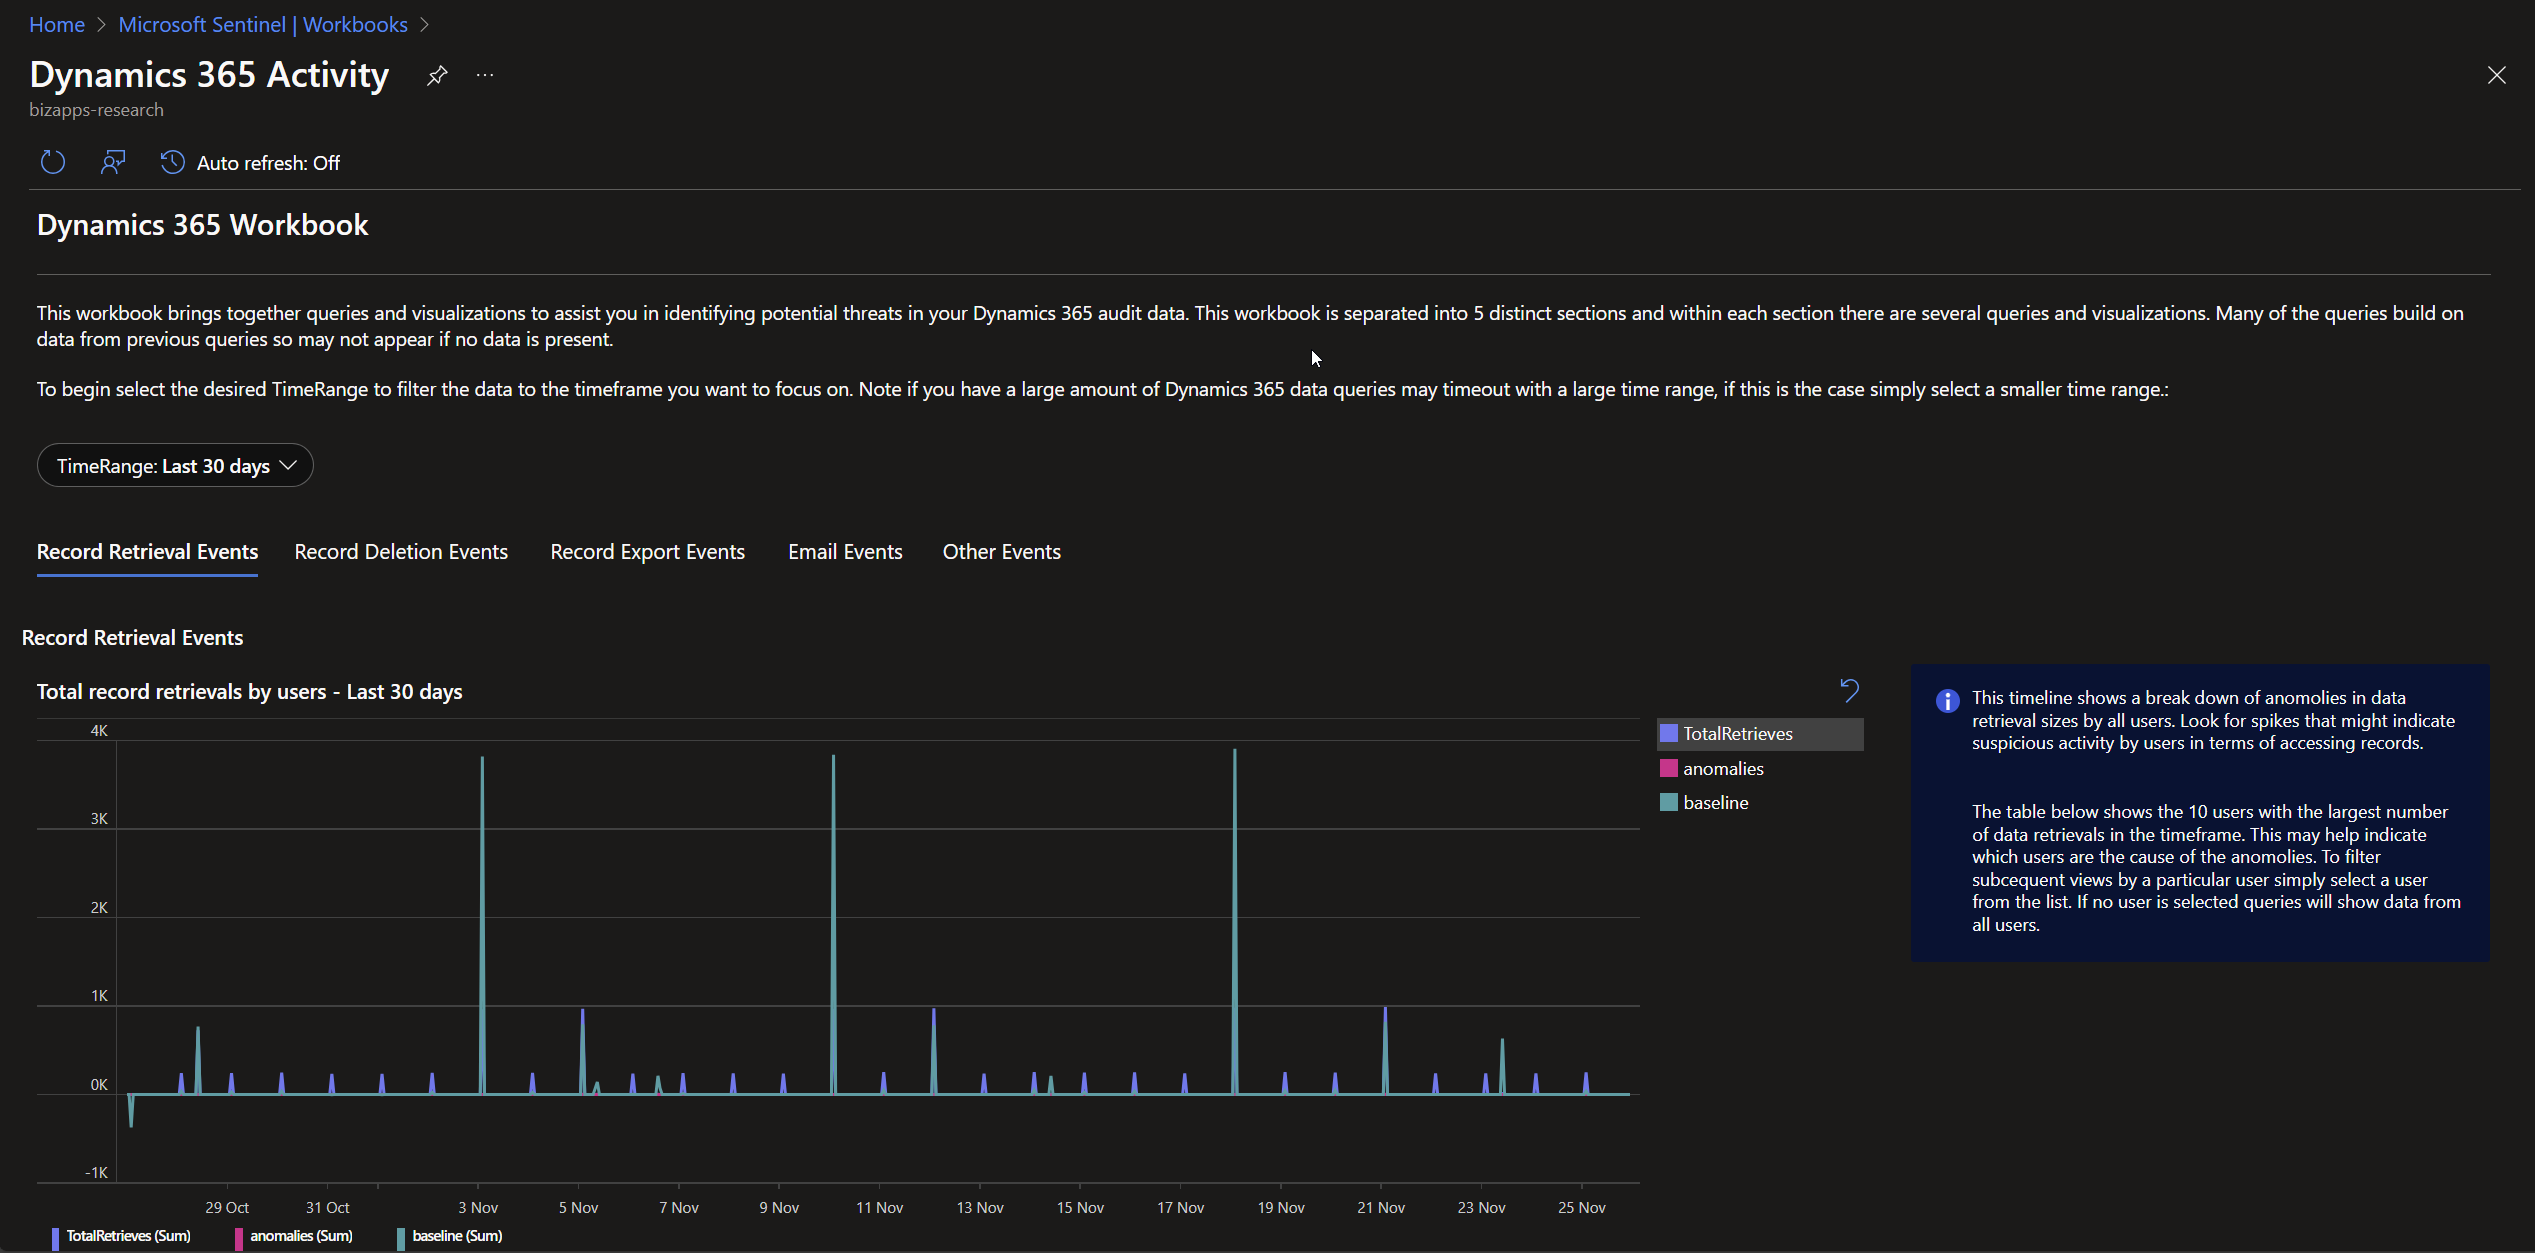 Home > Microsoft Sentinel | Workbooks >
Dynamics 365 Activity
bizapps-research
Auto refresh: Off
Dynamics 365 Workbook
This workbook brings together queries and visualizations to assist you in identifying potential threats in your Dynamics 365 audit data. This workbook is separated into 5 distinct sections and within each section there are several queries and visualizations. Many of the queries build on
data from previous queries so may not appear if no data is present.
To begin select the desired TimeRange to filter the data to the timeframe you want to focus on. Note if you have a large amount of Dynamics 365 data queries may timeout with a large time range, if this is the case simply select a smaller time range.:
TimeRange: Last 30 days
Record Retrieval Events Record Deletion Events Record Export Events Email Events Other Events
Record Retrieval Events
Total record retrievals by users - Last 30 days
4K
3K
2K
1K
0K
-1K
29 Oct 31 Oct 3 Nov 5 Nov 7 Nov 9 Nov 11 Nov 13 Nov 15 Nov 17 Nov 19 Nov 21 Nov 23 Nov 25 Nov
TotalRetrieves (Sum) anomalies (Sum) baseline (Sum)
TotalRetrieves
anomalies
baseline
This timeline shows a break down of anomolies in data
retrieval sizes by all users. Look for spikes that might indicate
suspicious activity by users in terms of accessing records.
The table below shows the 10 users with the largest number
of data retrievals in the timeframe. This may help indicate
which users are the cause of the anomolies. To filter
subcequent views by a particular user simply select a user
from the list. If no user is selected queries will show data from
all users.